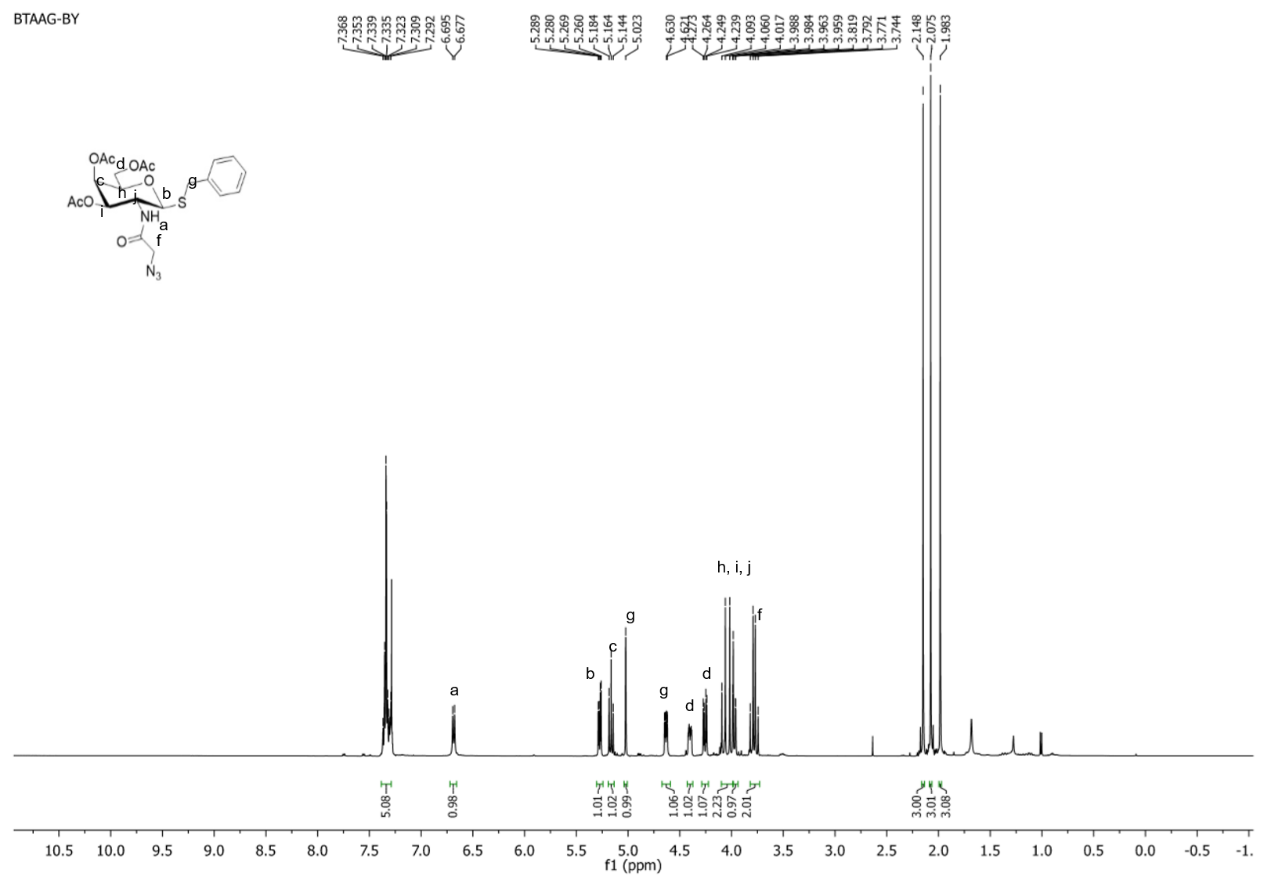 BTAAG-BY
7.368
7.353
7.339
7.335
7.323
7.309
7.292
6.695
6.677
5.289
5.280
5.269
5.260
5.184
5.164
5.144
5.023
4.630
4.621
4.273
4.264
4.249
4.239
4.093
4.060
4.017
3.988
3.984
3.963
3.959
3.819
3.792
3.771
3.744
2.148
2.075
1.983
OAc
d
OAc
c
h
O
b
g
AcO
i
j
S
NH
a
O
f
N3
h, i, j
f
g
c
b
d
g
d
a
5.08
0.98
1.01
1.02
0.99
1.06
1.02
1.07
2.23
0.97
2.01
3.00
3.01
3.08
10.5 10.0 9.5 9.0 8.5 8.0 7.5 7.0 6.5 6.0 5.5 5.0 4.5 4.0 3.5 3.0 2.5 2.0 1.5 1.0 0.5 0.0 -0.5 -1.
f1 (ppm)